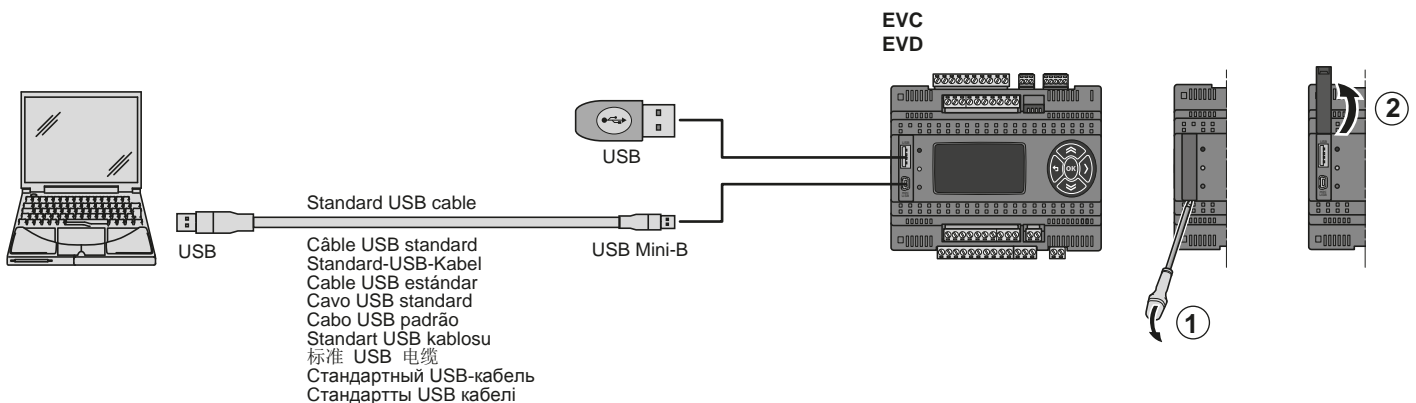 EVC
EVD
USB
Standard USB cable
USB
USB Mini-B
Câble USB standard
Standard-USB-Kabel
Cable USB estándar
Cavo USB standard
Cabo USB padrão
Standart USB kablosu
标准 USB 电缆
Стандартный USB-кабель
Стандартты USB кабелі
OK
1
2